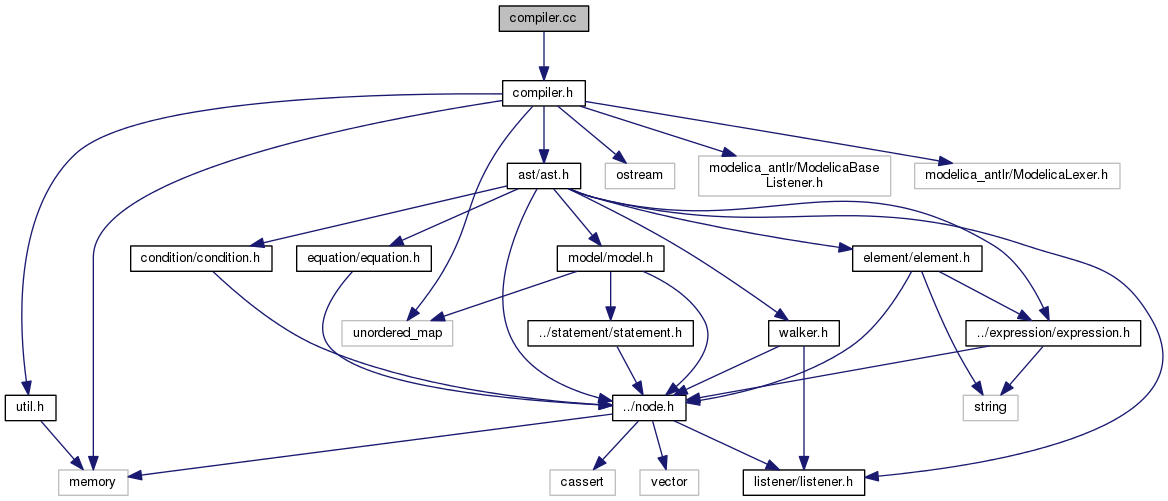 compiler.cc
compiler.h
ast/ast.h
ostream
modelica_antlr/ModelicaBase
Listener.h
modelica_antlr/ModelicaLexer.h
condition/condition.h
equation/equation.h
model/model.h
element/element.h
unordered_map
../statement/statement.h
walker.h
../expression/expression.h
util.h
../node.h
string
memory
cassert
vector
listener/listener.h